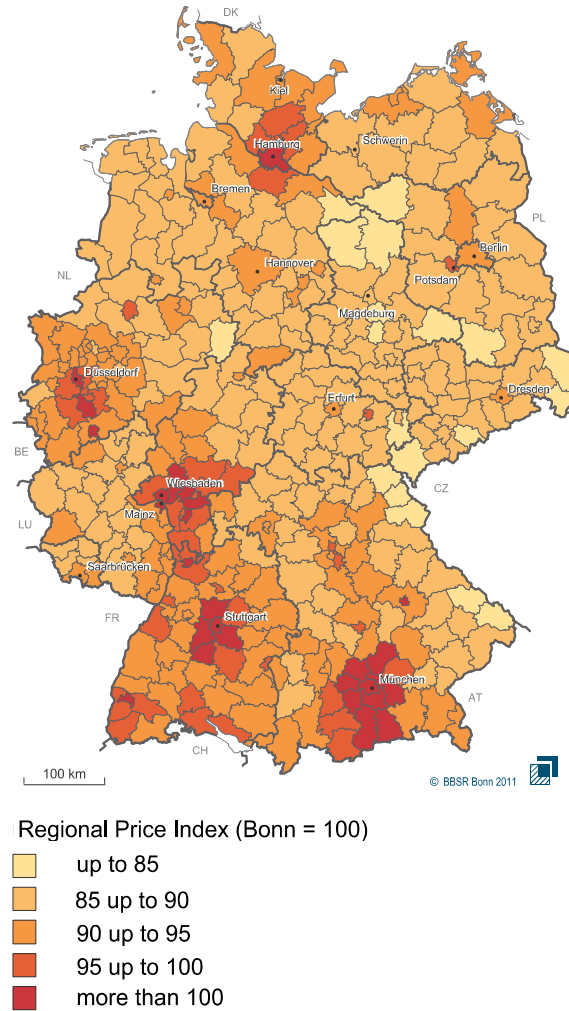 DK
Kiel
Hamburg
Schwerin
Bremen
PL
Berlin
Hannover
Potsdam
NL
Magdeburg
Düsseldorf
Dresden
Erfurt
BE
Wiesbaden
CZ
Mainz
LU
Saarbrücken
FR
Stuttgart
München
AT
CH
100 km
© BBSR Bonn 2011
Regional Price Index (Bonn = 100)
up to 85
85 up to 90
90 up to 95
95 up to 100
more than 100